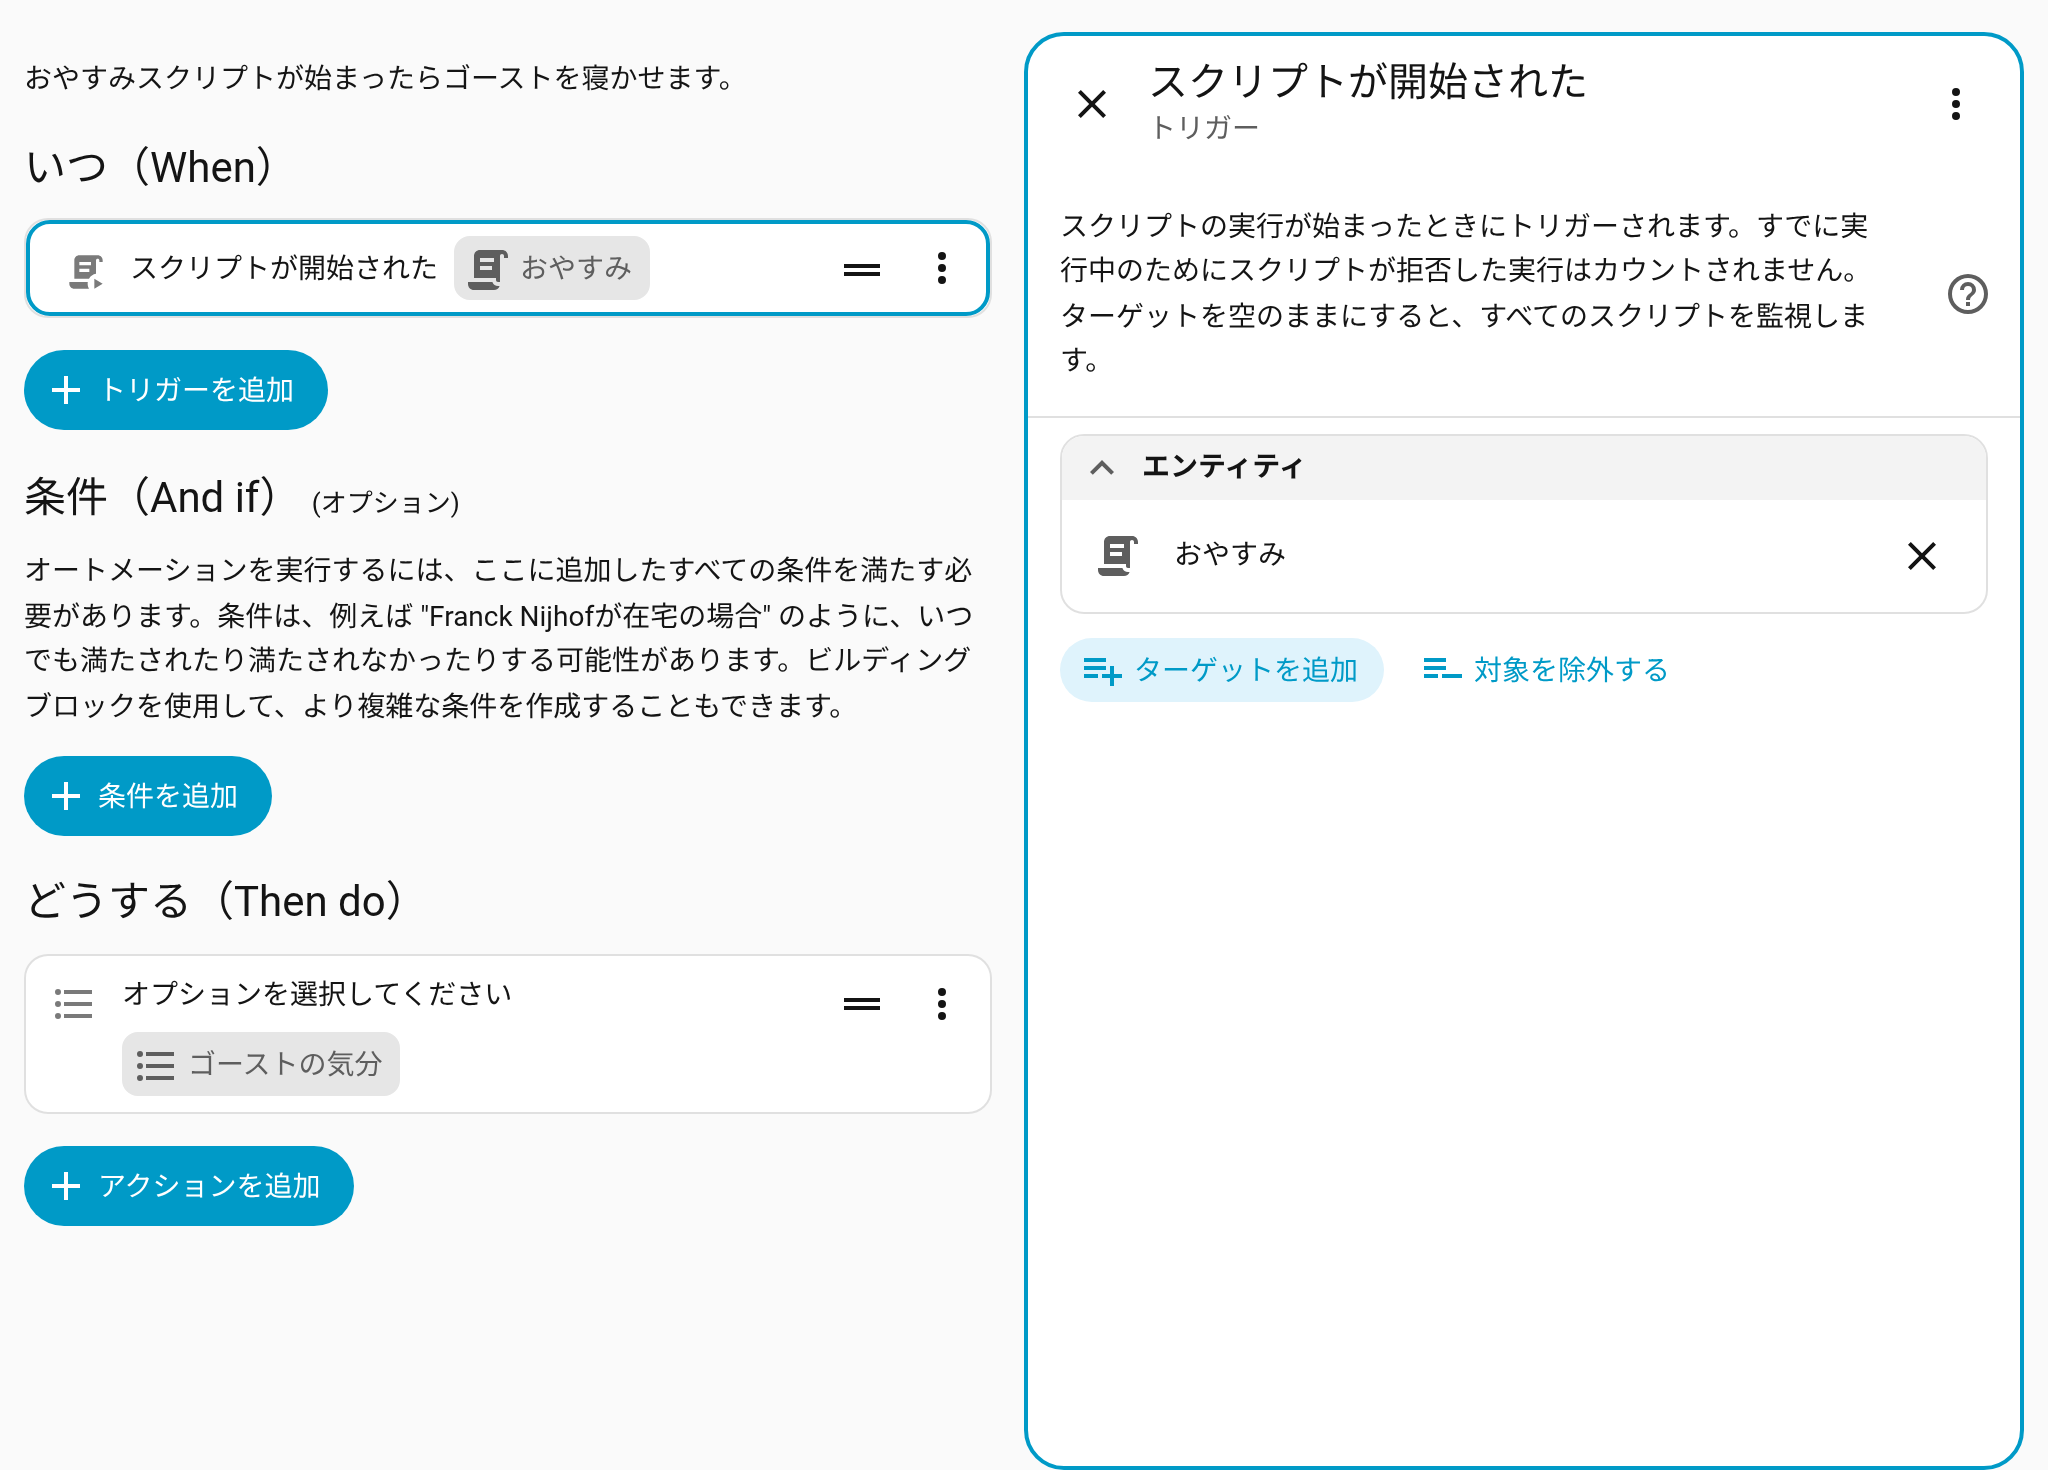 おやすみスクリプトが始まったらゴーストを寝かせます。
いつ（When）
スクリプトが開始された おやすみ
トリガーを追加
条件（And if） (オプション)
オートメーションを実行するには、ここに追加したすべての条件を満たす必
要があります。条件は、例えば "Franck Nijhofが在宅の場合" のように、いつ
でも満たされたり満たされなかったりする可能性があります。ビルディング
ブロックを使用して、より複雑な条件を作成することもできます。
条件を追加
どうする（Then do）
オプションを選択してください
ゴーストの気分
アクションを追加
スクリプトが開始された
トリガー
スクリプトの実行が始まったときにトリガーされます。すでに実
行中のためにスクリプトが拒否した実行はカウントされません。
ターゲットを空のままにすると、すべてのスクリプトを監視しま
す。
エンティティ
おやすみ
ターゲットを追加 対象を除外する